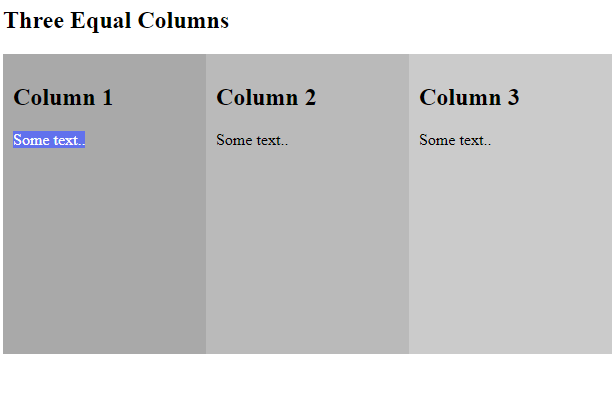 Three Equal Columns
Column 1
Some text..
Column 2
Some text..
Column 3
Some text..